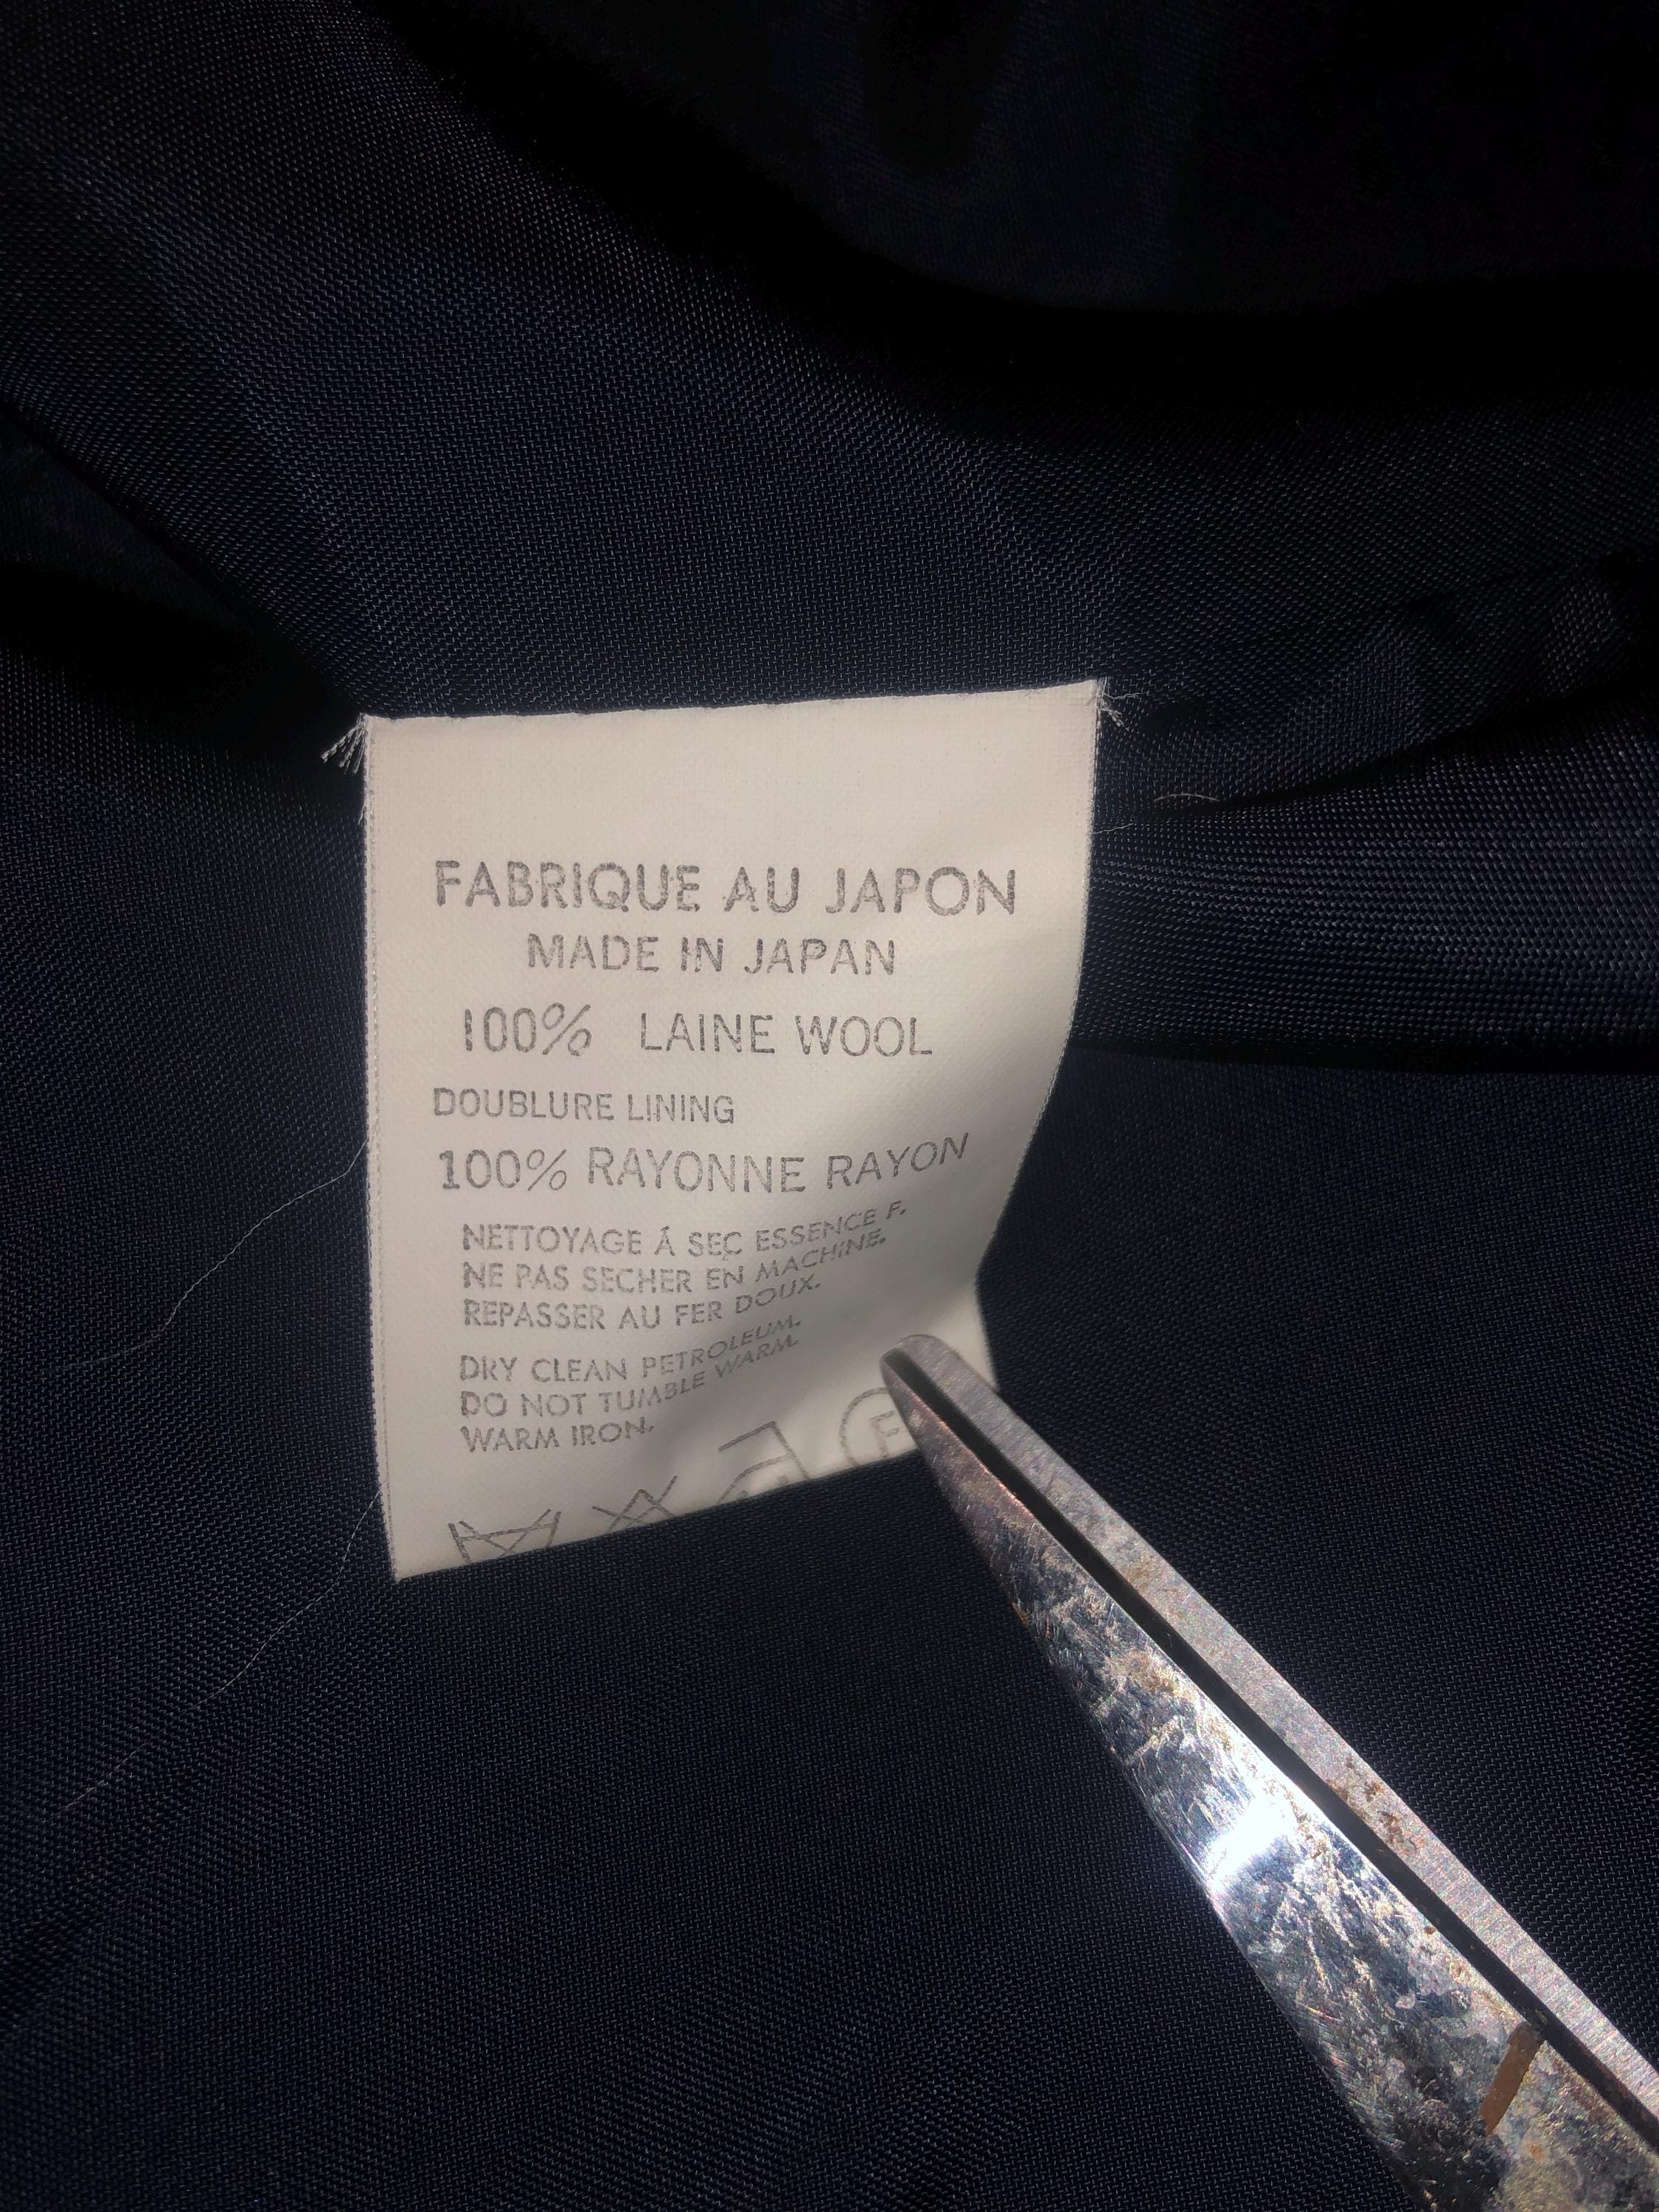 FABRIQUE AU JAPON
MADE IN JAPAN
100% LAINE WOOL
DOUBLURE LINING
100% RAYONNE RAYON
NETTOYAGE Á SEC ESSENCE F.
NE PAS SECHER EN MACHINE.
REPASSER AU FER DOUX.
DRY CLEAN PETROLEUM.
DO NOT TUMBLE WARM.
WARM IRON.
F